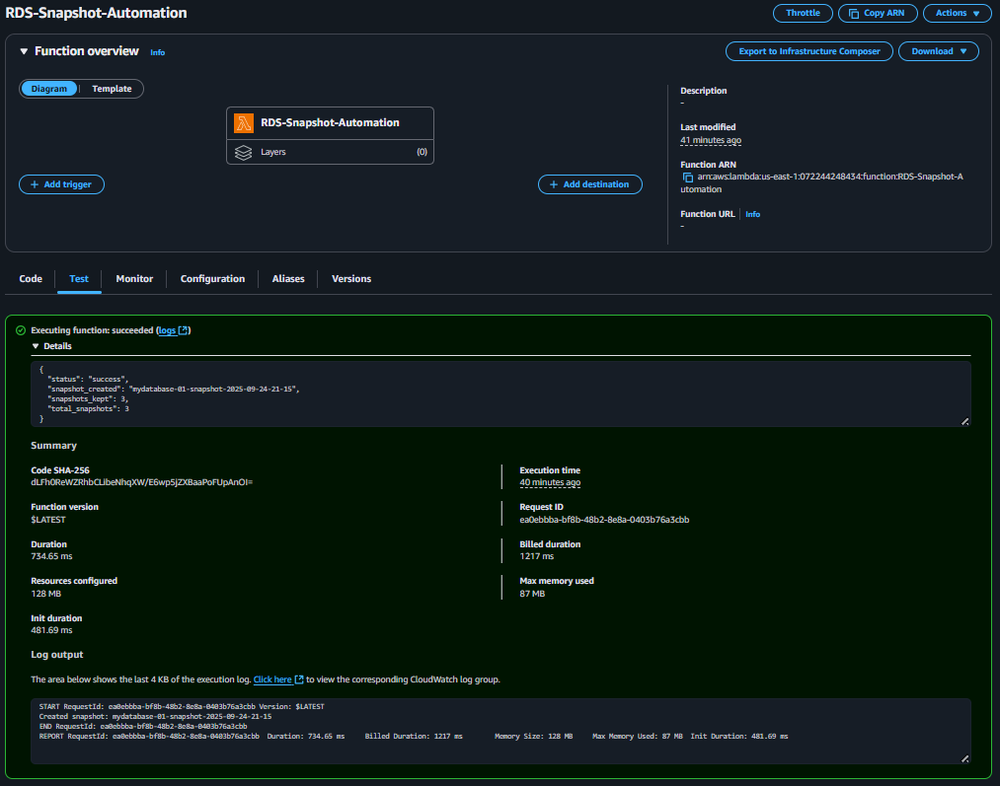 RDS-Snapshot-Automation
Throttle
Copy ARN
Actions
Function overview Info
Export to Infrastructure Composer
Download
Diagram
Template
RDS-Snapshot-Automation
Layers
(0)
+ Add trigger
+ Add destination
Description
-
Last modified
41 minutes ago
Function ARN
arn:aws:lambda:us-east-1:072244248434:function:RDS-Snapshot-A
utomation
Function URL Info
-
Code
Test
Monitor
Configuration
Aliases
Versions
Executing function: succeeded (logs)
Details
{
"status": "success",
"snapshot_created": "mydatabase-01-snapshot-2025-09-24-21-15",
"snapshots_kept": 3,
"total_snapshots": 3
}
Summary
Code SHA-256
dLFh0ReWZRhbCLibeNhqXW/E6wp5jZXBaaPoFUpAnOI=
Execution time
40 minutes ago
Function version
$LATEST
Request ID
ea0ebbba-bf8b-48b2-8e8a-0403b76a3cbb
Duration
734.65 ms
Billed duration
1217 ms
Resources configured
128 MB
Max memory used
87 MB
Init duration
481.69 ms
Log output
The area below shows the last 4 KB of the execution log. Click here to view the corresponding CloudWatch log group.
START RequestId: ea0ebbba-bf8b-48b2-8e8a-0403b76a3cbb Version: $LATEST
Created snapshot: mydatabase-01-snapshot-2025-09-24-21-15
END RequestId: ea0ebbba-bf8b-48b2-8e8a-0403b76a3cbb
REPORT RequestId: ea0ebbba-bf8b-48b2-8e8a-0403b76a3cbb Duration: 734.65 ms Billed Duration: 1217 ms Memory Size: 128 MB Max Memory Used: 87 MB Init Duration: 481.69 ms